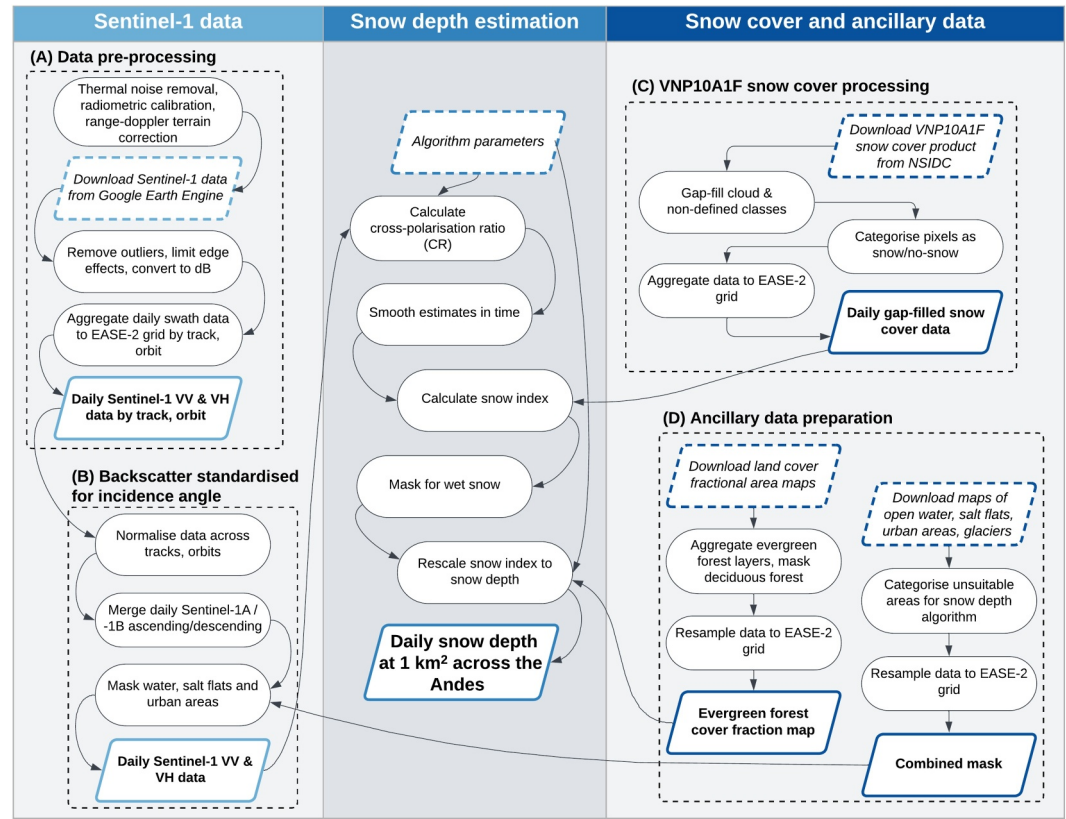 Sentinel-1 data
Snow depth estimation
Snow cover and ancillary data
(A) Data pre-processing
Thermal noise removal,
radiometric calibration,
range-doppler terrain
correction
Download Sentinel-1 data
from Google Earth Engine
Remove outliers, limit edge
effects, convert to dB
Aggregate daily swath data
to EASE-2 grid by track,
orbit
Daily Sentinel-1 VV & VH
data by track, orbit
(B) Backscatter standardised
for incidence angle
Normalise data across
tracks, orbits
Merge daily Sentinel-1A /
-1B ascending/descending
Mask water, salt flats and
urban areas
Daily Sentinel-1 VV &
VH data
Algorithm parameters
Calculate
cross-polarisation ratio
(CR)
Smooth estimates in time
Calculate snow index
Mask for wet snow
Rescale snow index to
snow depth
Daily snow depth
at 1 km² across the
Andes
(C) VNP10A1F snow cover processing
Download VNP10A1F
snow cover product
from NSIDC
Gap-fill cloud &
non-defined classes
Categorise pixels as
snow/no-snow
Aggregate data to EASE-2
grid
Daily gap-filled snow
cover data
(D) Ancillary data preparation
Download land cover
fractional area maps
Aggregate evergreen
forest layers, mask
deciduous forest
Resample data to EASE-2
grid
Evergreen forest
cover fraction map
Download maps of
open water, salt flats,
urban areas, glaciers
Categorise unsuitable
areas for snow depth
algorithm
Resample data to EASE-2
grid
Combined mask